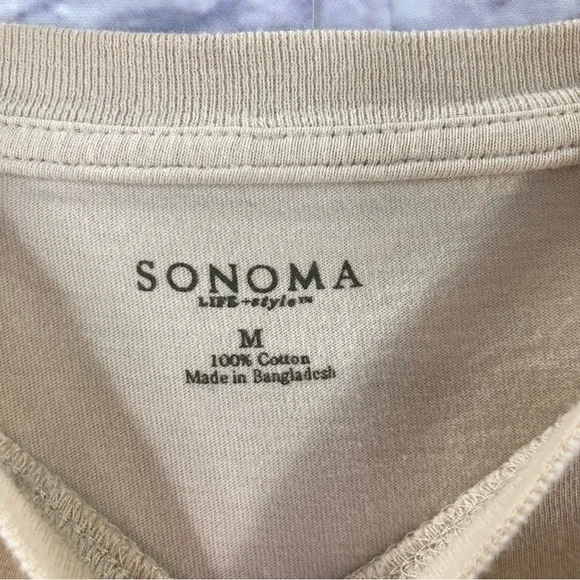 SONOMA
LIFE+style™
M
100% Cotton
Made in Bangladesh